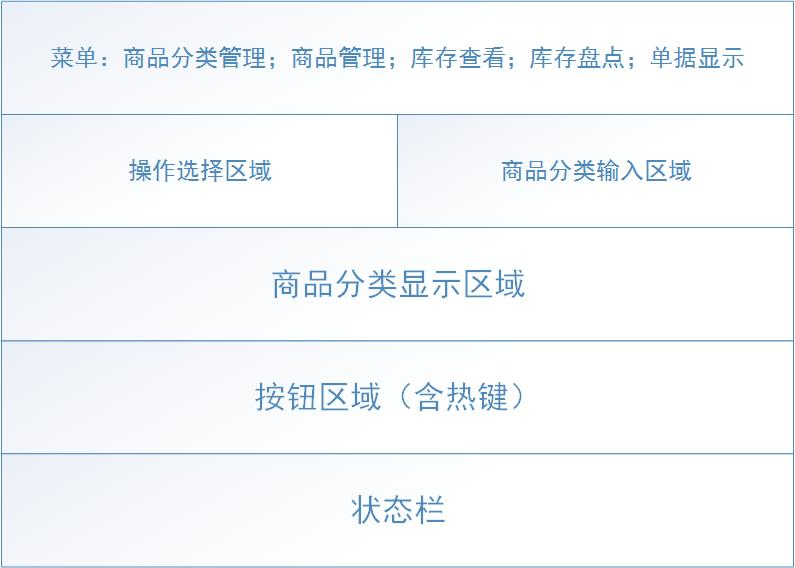 菜单：商品分类管理；商品管理；库存查看；库存盘点；单据显示
操作选择区域
商品分类输入区域
商品分类显示区域
按钮区域（含热键）
状态栏